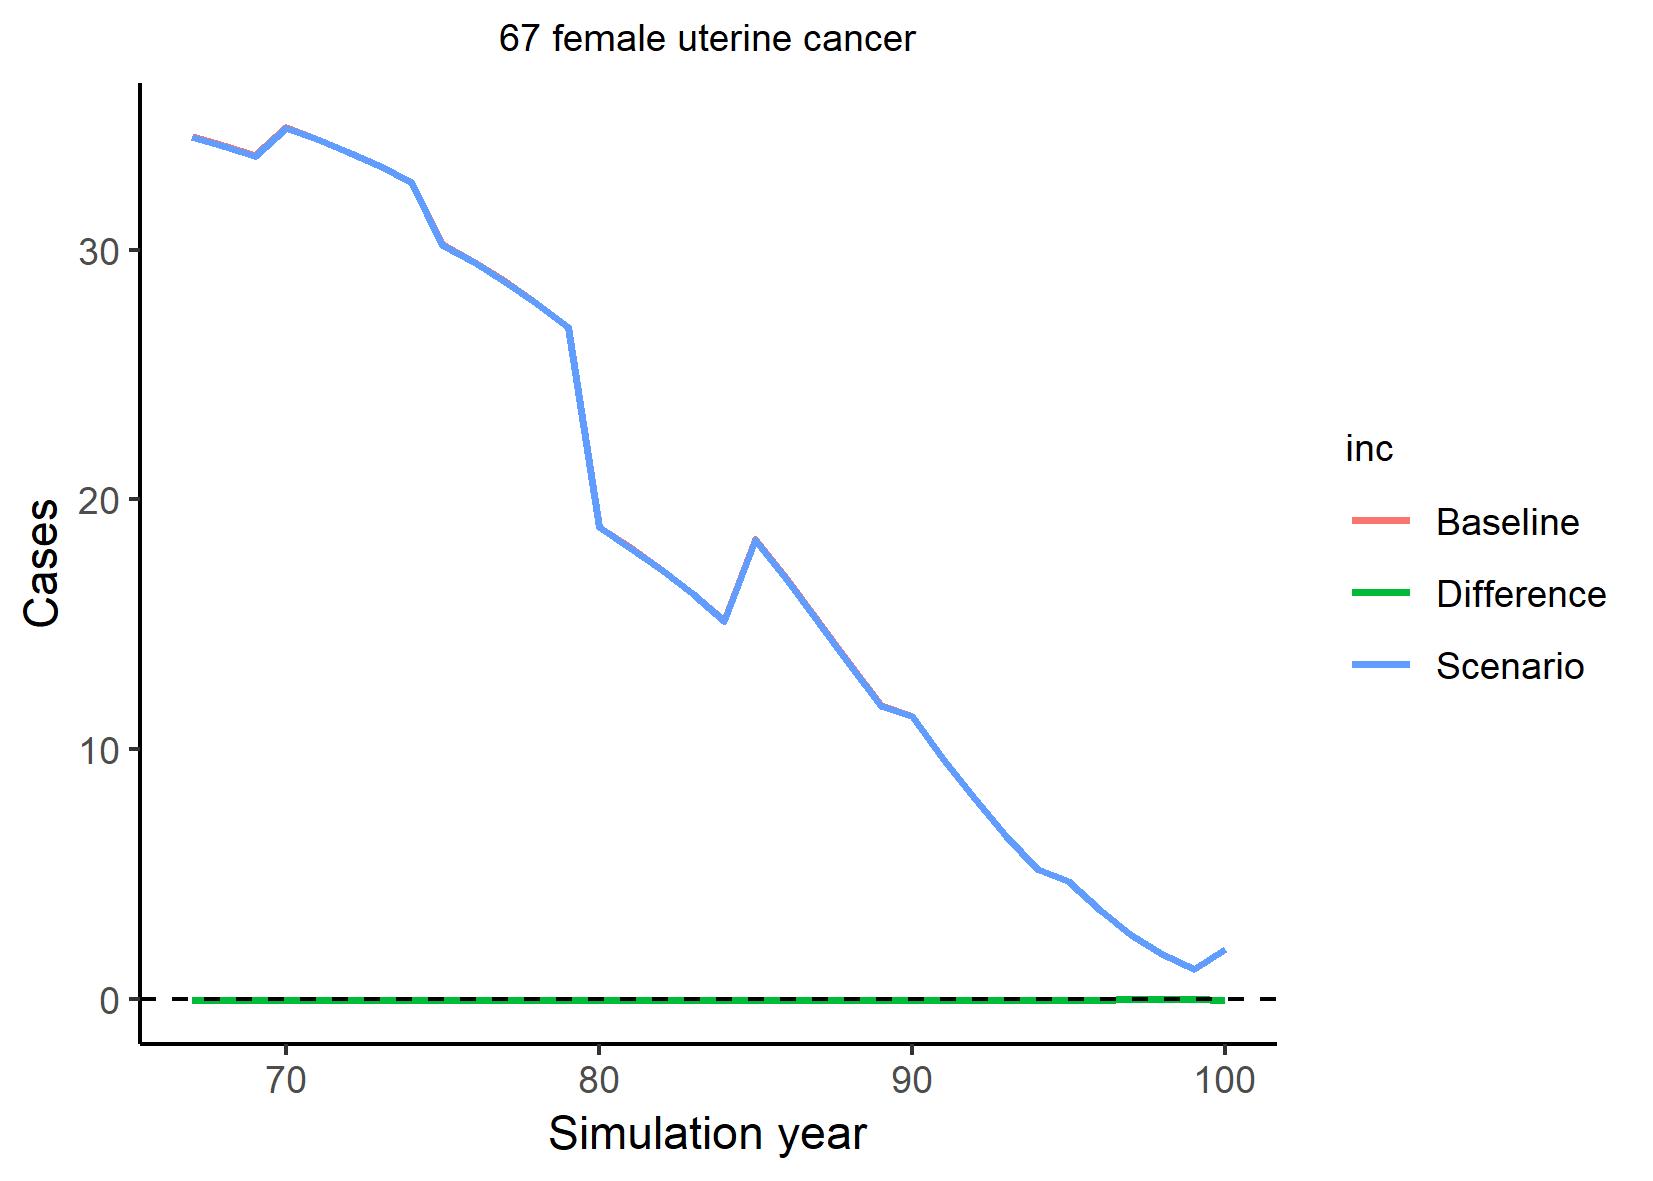 67 female uterine cancer
Cases
30
20
10
0
70 80 90 100
Simulation year
inc
Baseline
Difference
Scenario